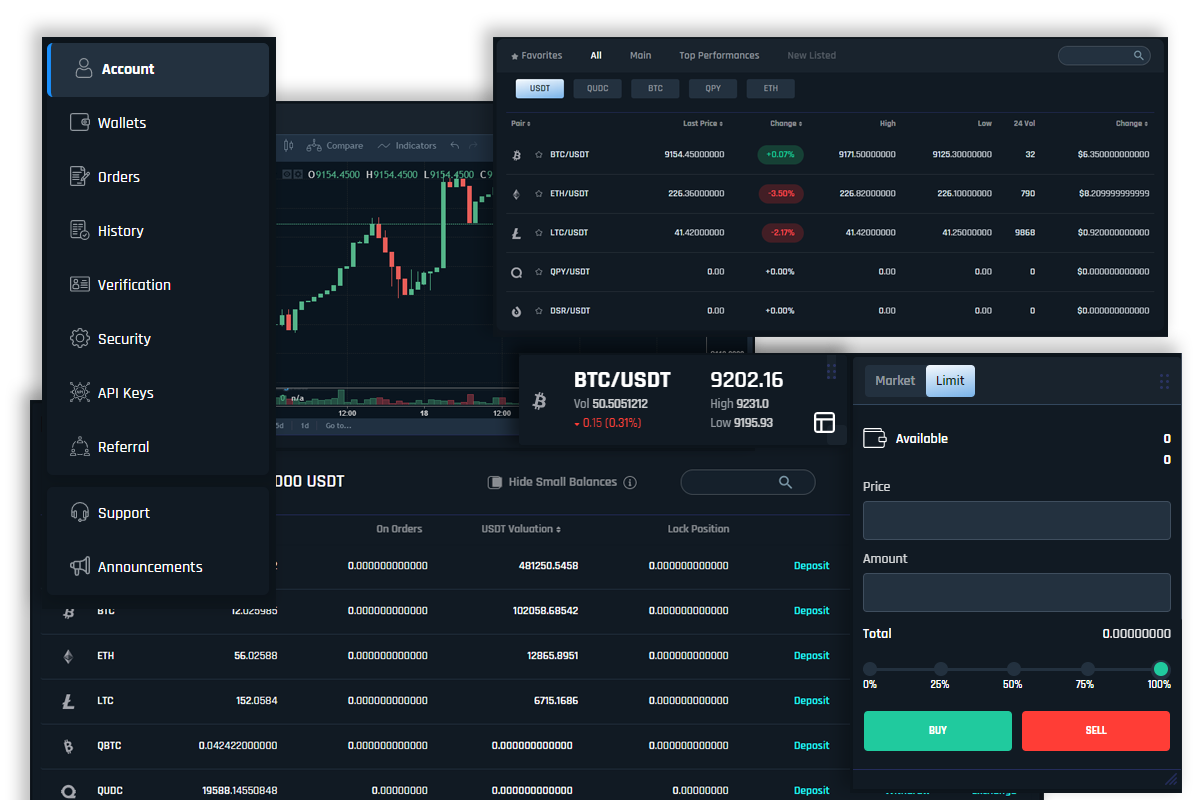 Account
Wallets
Orders
History
Verification
Security
API Keys
Referral
Support
Announcements
Compare Indicators
O9154.4500 H9154.4500 L9154.4500 C9
n/a
12:00 18 12:00
5d 1d Go to...
Favorites All Main Top Performances New Listed
USDT QUDC BTC QPY ETH
Pair Last Price Change High Low 24 Vol Change
BTC/USDT 9154.45000000 +0.07% 9171.50000000 9125.30000000 32 $6.350000000000
ETH/USDT 226.36000000 -3.50% 226.82000000 226.10000000 790 $8.209999999999
LTC/USDT 41.42000000 -2.17% 41.42000000 41.25000000 9868 $0.920000000000
QPY/USDT 0.00 +0.00% 0.00 0.00 0 $0.000000000000
DSR/USDT 0.00 +0.00% 0.00 0.00 0 $0.000000000000
BTC/USDT 9202.16
Vol 50.5051212 High 9231.0
0.15 (0.31%) Low 9195.93
000 USDT Hide Small Balances
On Orders USDT Valuation Lock Position
0.000000000000 481250.5458 0.000000000000 Deposit
BTC 12.025985 0.000000000000 102058.68542 0.000000000000 Deposit
ETH 56.02588 0.000000000000 12865.8951 0.000000000000 Deposit
LTC 152.0584 0.000000000000 6715.1686 0.000000000000 Deposit
QBTC 0.042422000000 0.000000000000 0.000000000000 0.000000000000 Deposit
QUDC 19588.14550848 0.00000000 0.000000000000 0.00000000 Deposit Withdraw Exchange
Market Limit
Available 0
0
Price
Amount
Total 0.00000000
0% 25% 50% 75% 100%
BUY SELL